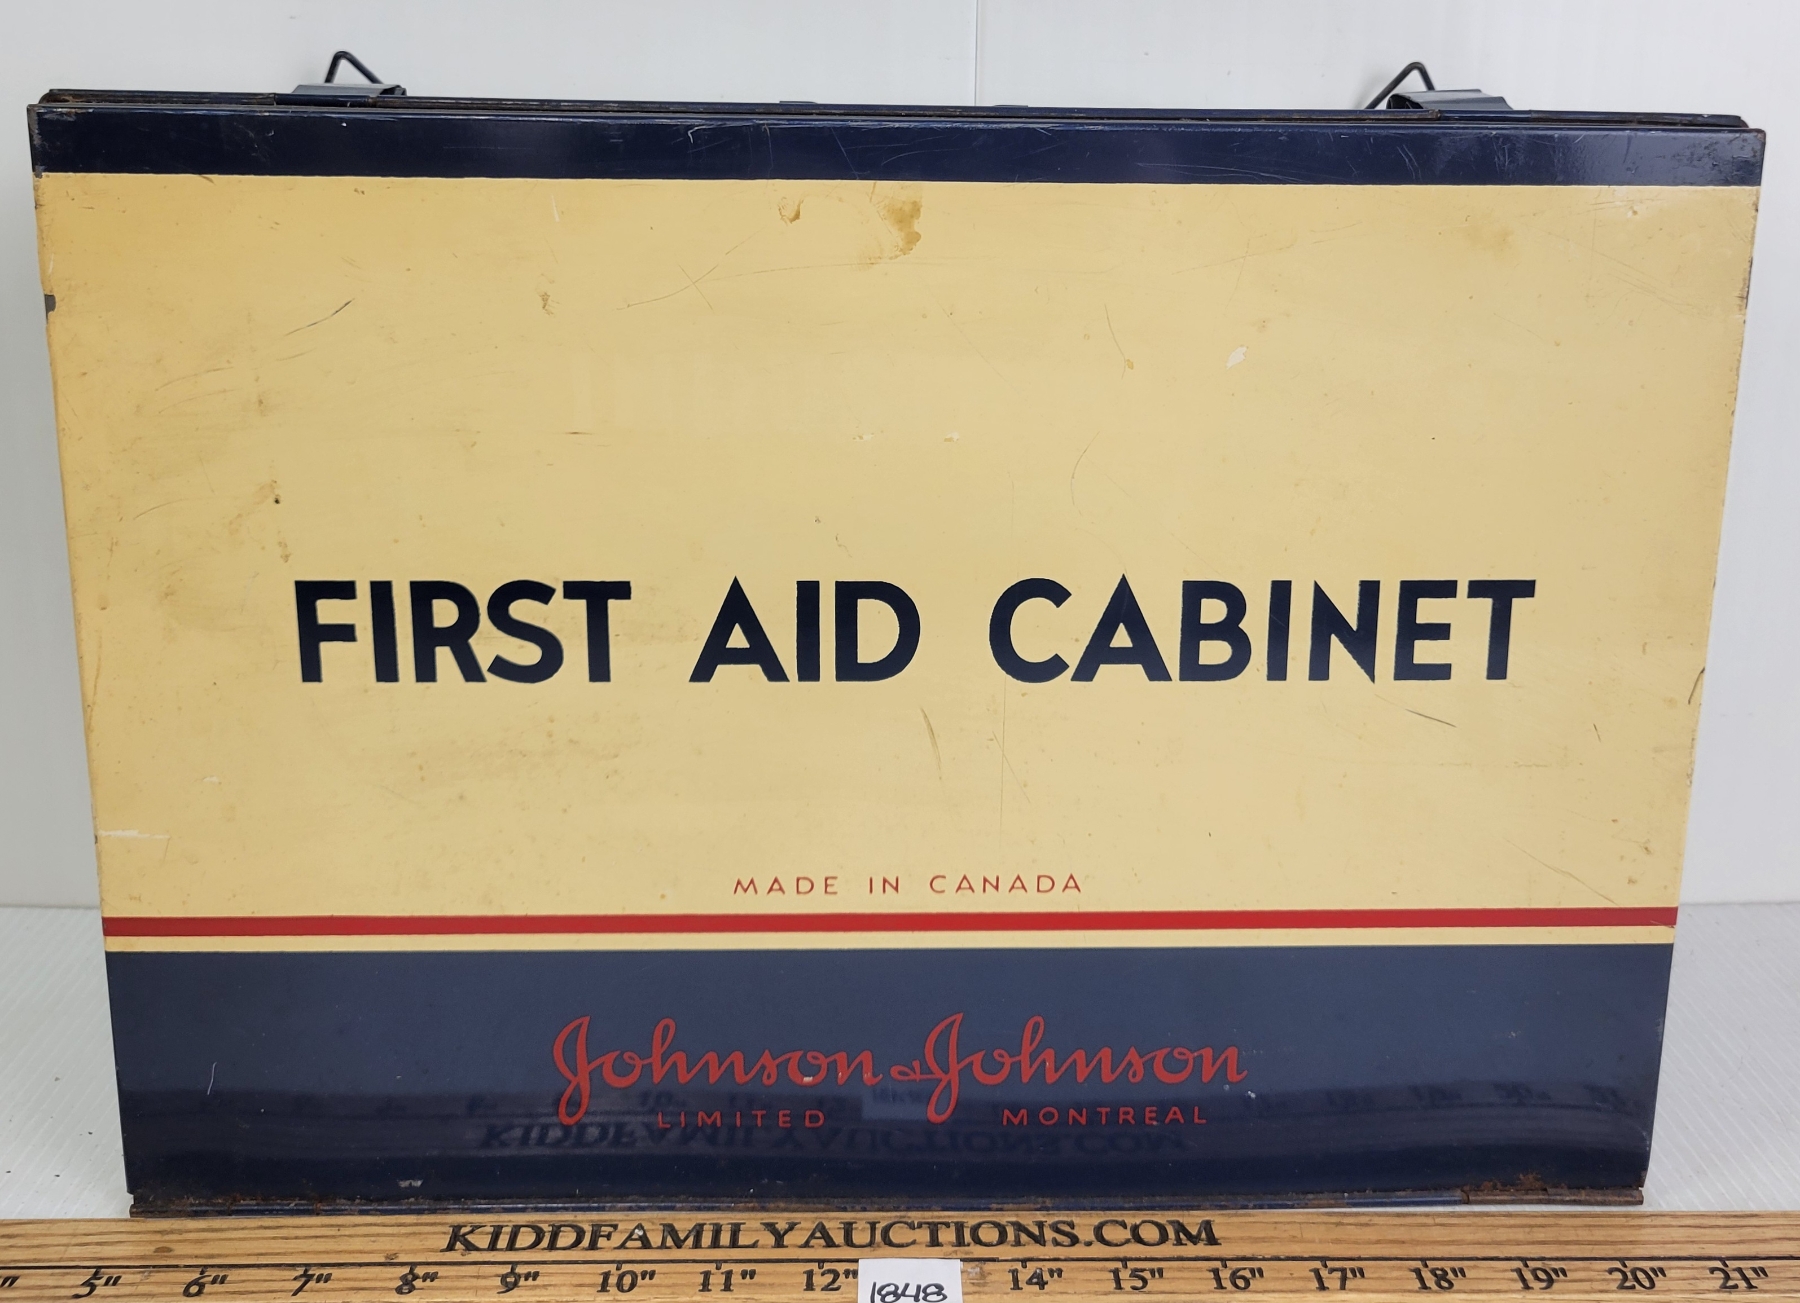 FIRST AID CABINET
MADE IN CANADA
Johnson & Johnson
LIMITED MONTREAL
KIDDFAMILYAUCTIONS.COM
5" 6" 7" 8" 9" 10" 11" 12" 14" 15" 16" 17" 18" 19" 20" 21"
1848